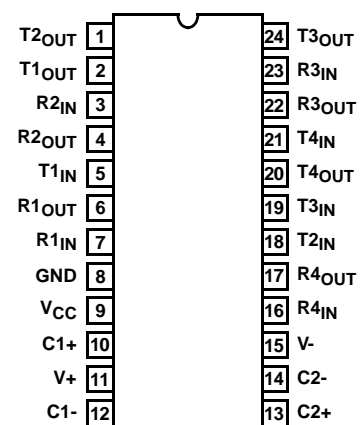 T2OUT 1 24 T3OUT
T1OUT 2 23 R3IN
R2IN 3 22 R3OUT
R2OUT 4 21 T4IN
T1IN 5 20 T4OUT
R1OUT 6 19 T3IN
R1IN 7 18 T2IN
GND 8 17 R4OUT
VCC 9 16 R4IN
C1+ 10 15 V-
V+ 11 14 C2-
C1- 12 13 C2+